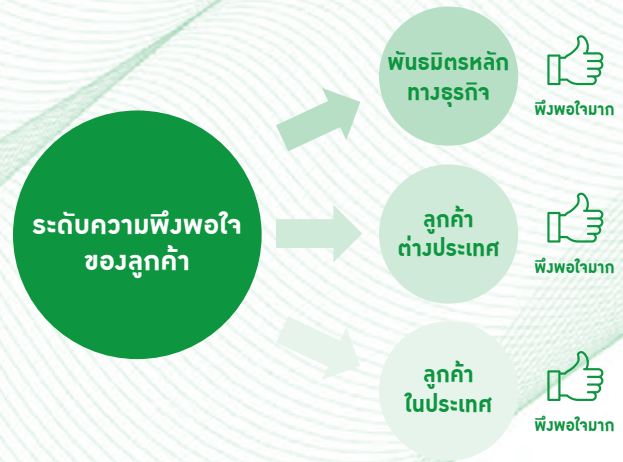 ระดับความพึงพอใจ
ของลูกค้า
พันธมิตรหลัก
ทางธุรกิจ
พึงพอใจมาก
ลูกค้า
ต่างประเทศ
พึงพอใจมาก
ลูกค้า
ในประเทศ
พึงพอใจมาก